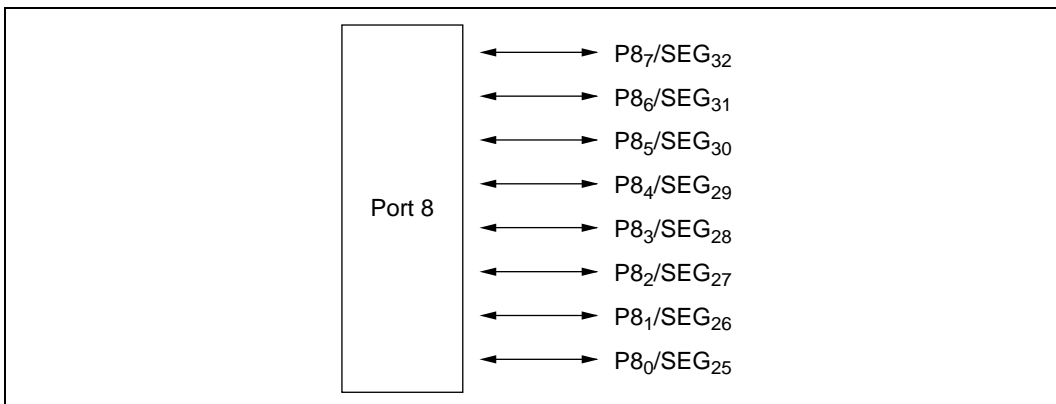 P8₇/SEG₃₂
P8₆/SEG₃₁
P8₅/SEG₃₀
P8₄/SEG₂₉
Port 8
P8₃/SEG₂₈
P8₂/SEG₂₇
P8₁/SEG₂₆
P8₀/SEG₂₅